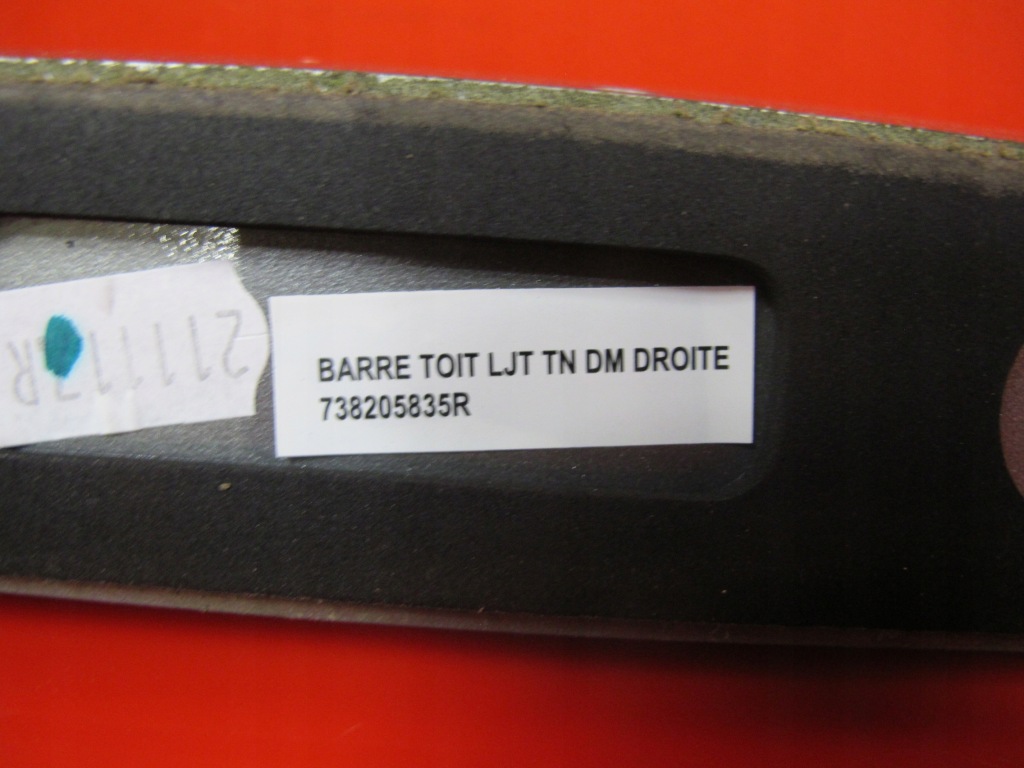 BARRE TOIT LJT TN DM DROITE
738205835R